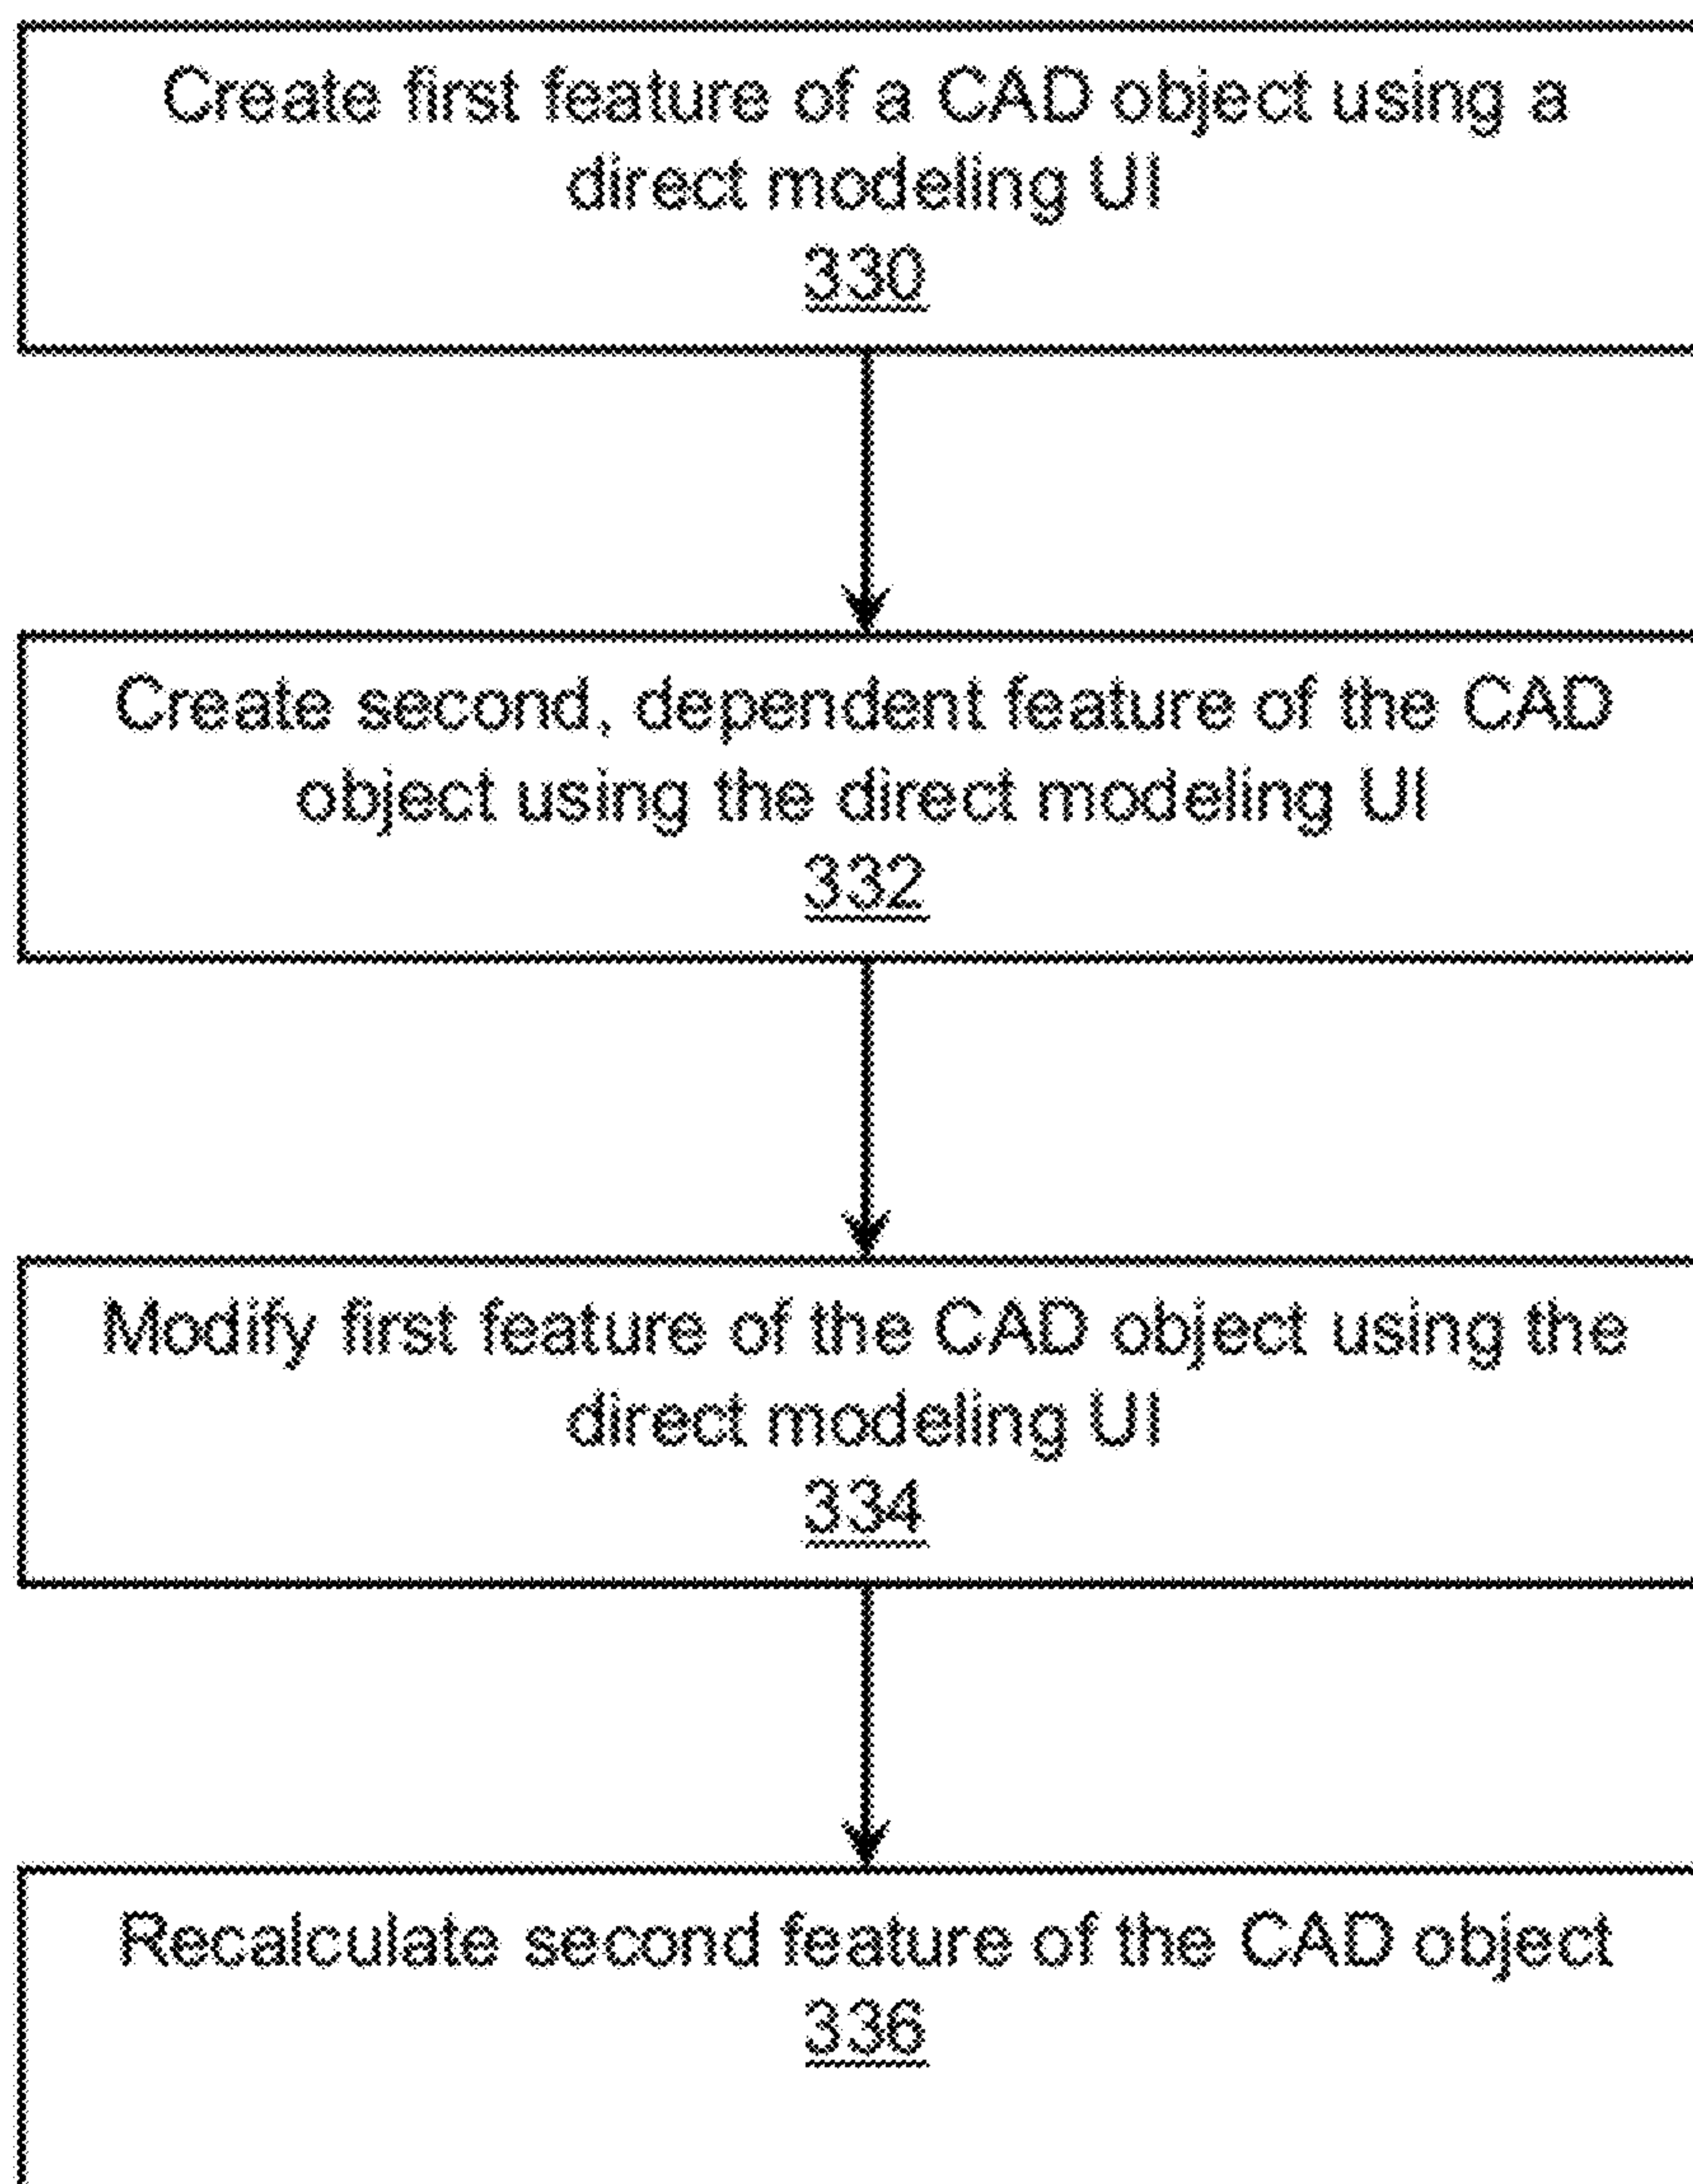 Create first feature of a CAD object using a
direct modeling UI
330
Create second, dependent feature of the CAD
object using the direct modeling UI
332
Modify first feature of the CAD object using the
direct modeling UI
334
Recalculate second feature of the CAD object
336